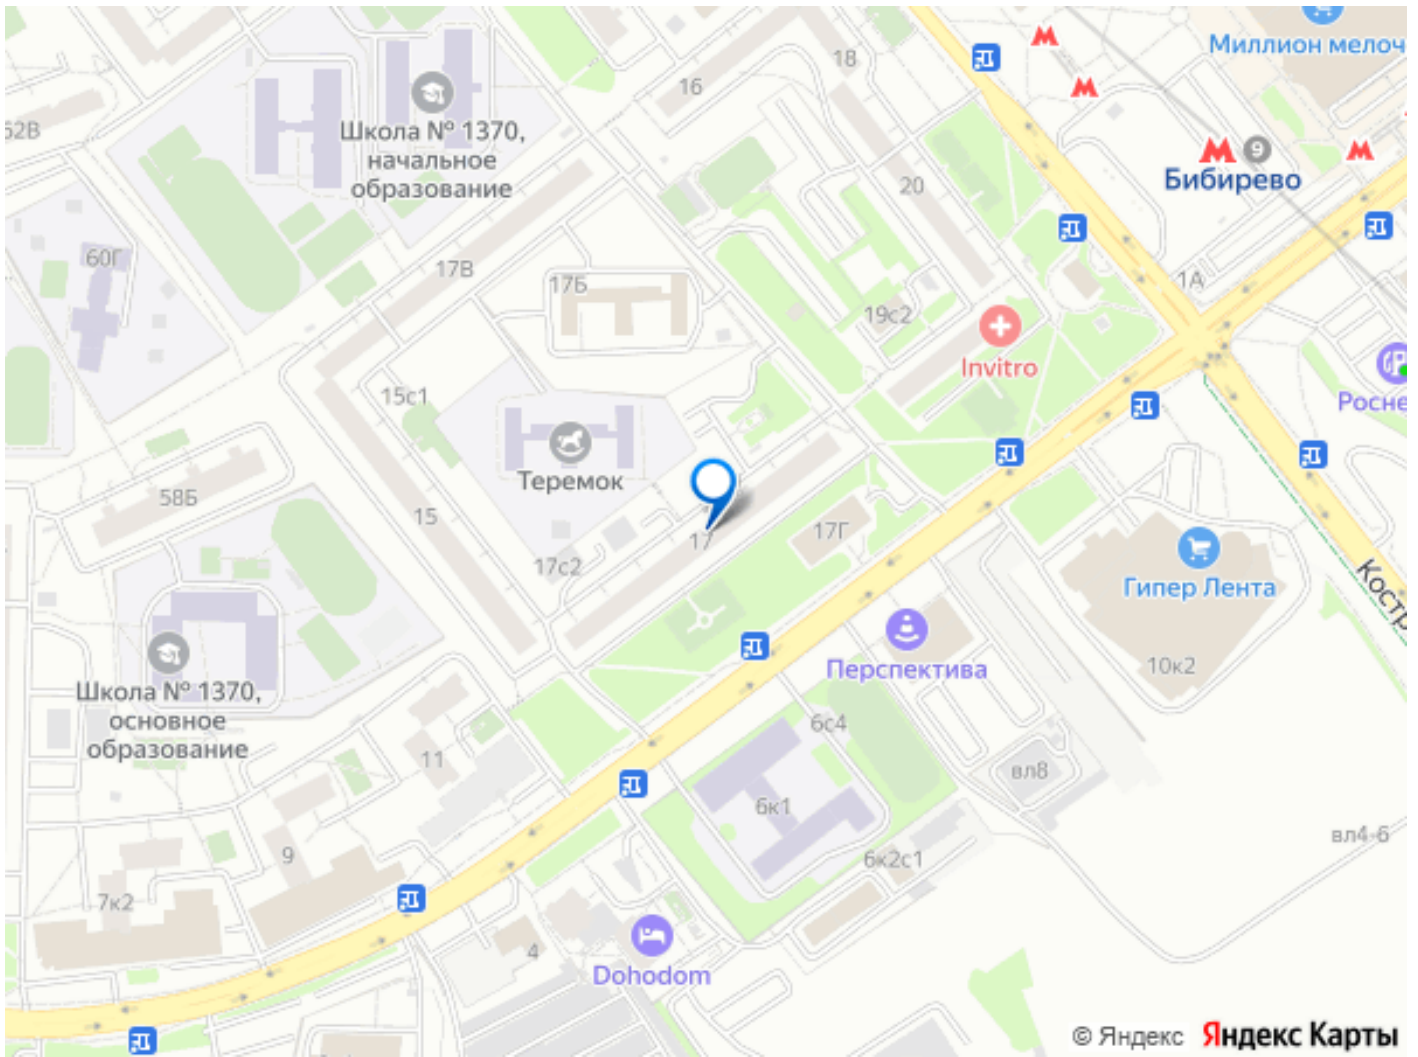 Миллион мелоч
18
16
52В
Школа № 1370,
начальное
образование
9
Бибирево
20
60Г
17В
17Б
1А
19с2
Invitro
Росне
15с1
Теремок
58Б
15
17
17Г
17с2
Гипер Лента
Костр
10к2
Перспектива
Школа № 1370,
основное
образование
6с4
11
вл8
6к1
вл4-6
9
6к2с1
7к2
4
Dohodom
© Яндекс Яндекс Карты